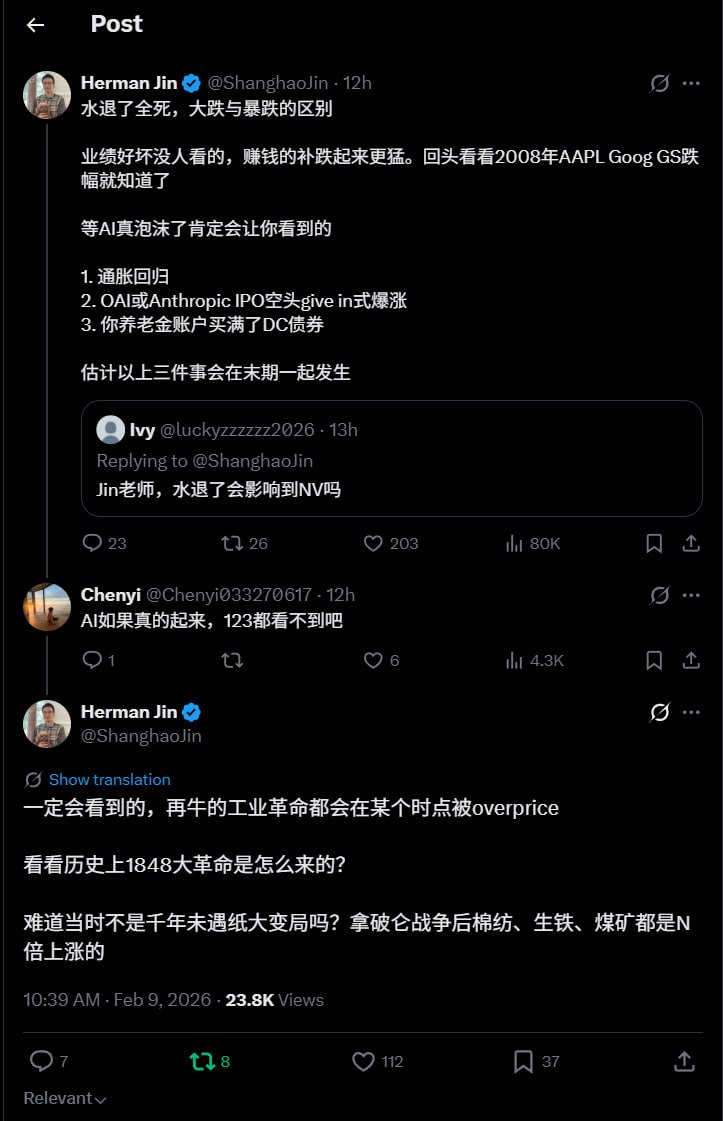 Post
Herman Jin @ShanghaoJin · 12h
水退了全死，大跌与暴跌的区别
业绩好坏没人看的，赚钱的补跌起来更猛。回头看看2008年AAPL Goog GS跌
幅就知道了
等AI真泡沫了肯定会让你看到的
1. 通胀回归
2. OAI或Anthropic IPO空头give in式爆涨
3. 你养老金账户买满了DC债券
估计以上三件事会在末期一起发生
Ivy @luckyzzzzzz2026 · 13h
Replying to @ShanghaoJin
Jin老师，水退了会影响到NV吗
23 26 203 80K
Chenyi @Chenyi033270617 · 12h
AI如果真的起来，123都看不到吧
1 6 4.3K
Herman Jin
@ShanghaoJin
Show translation
一定会看到的，再牛的工业革命都会在某个时点被overprice
看看历史上1848大革命是怎么来的？
难道当时不是千年未遇纸大变局吗？拿破仑战争后棉纺、生铁、煤矿都是N
倍上涨的
10:39 AM · Feb 9, 2026 · 23.8K Views
7 8 112 37
Relevant